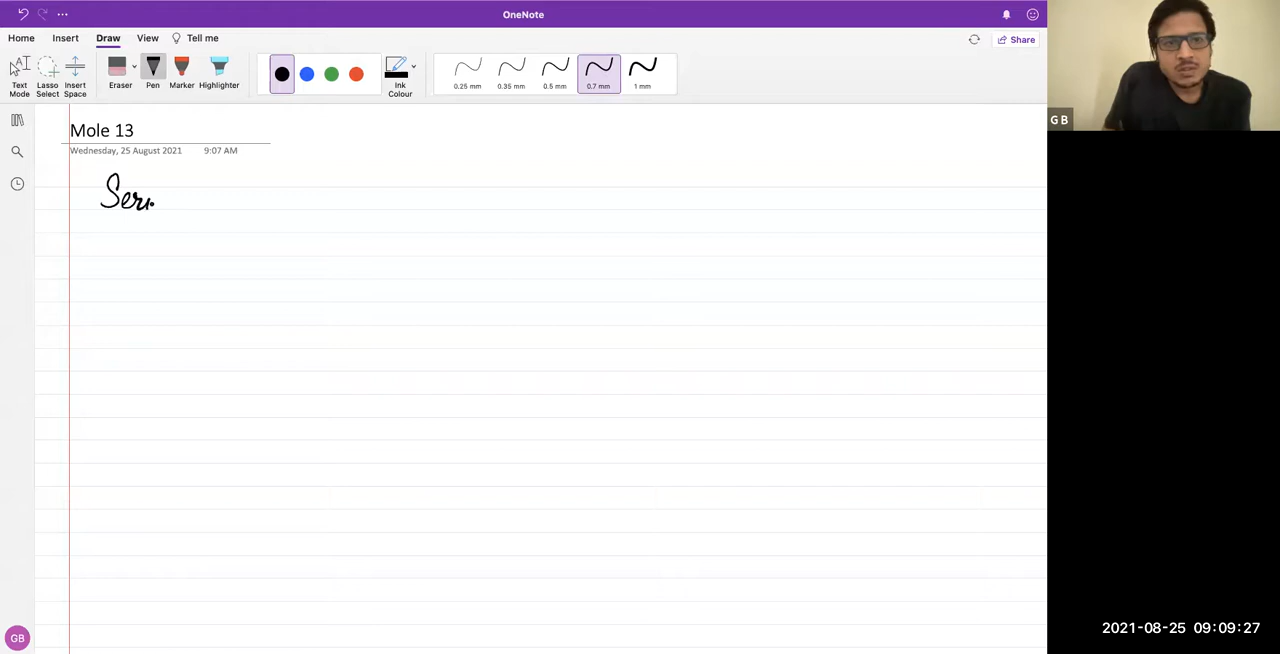 OneNote
Home Insert Draw View Tell me
Share
Text Mode
Lasso Select
Insert Space
Eraser
Pen
Marker
Highlighter
Ink Colour
0.25 mm
0.35 mm
0.5 mm
0.7 mm
1 mm
G B
Mole 13
Wednesday, 25 August 2021 9:07 AM
Seri
GB
2021-08-25 09:09:27